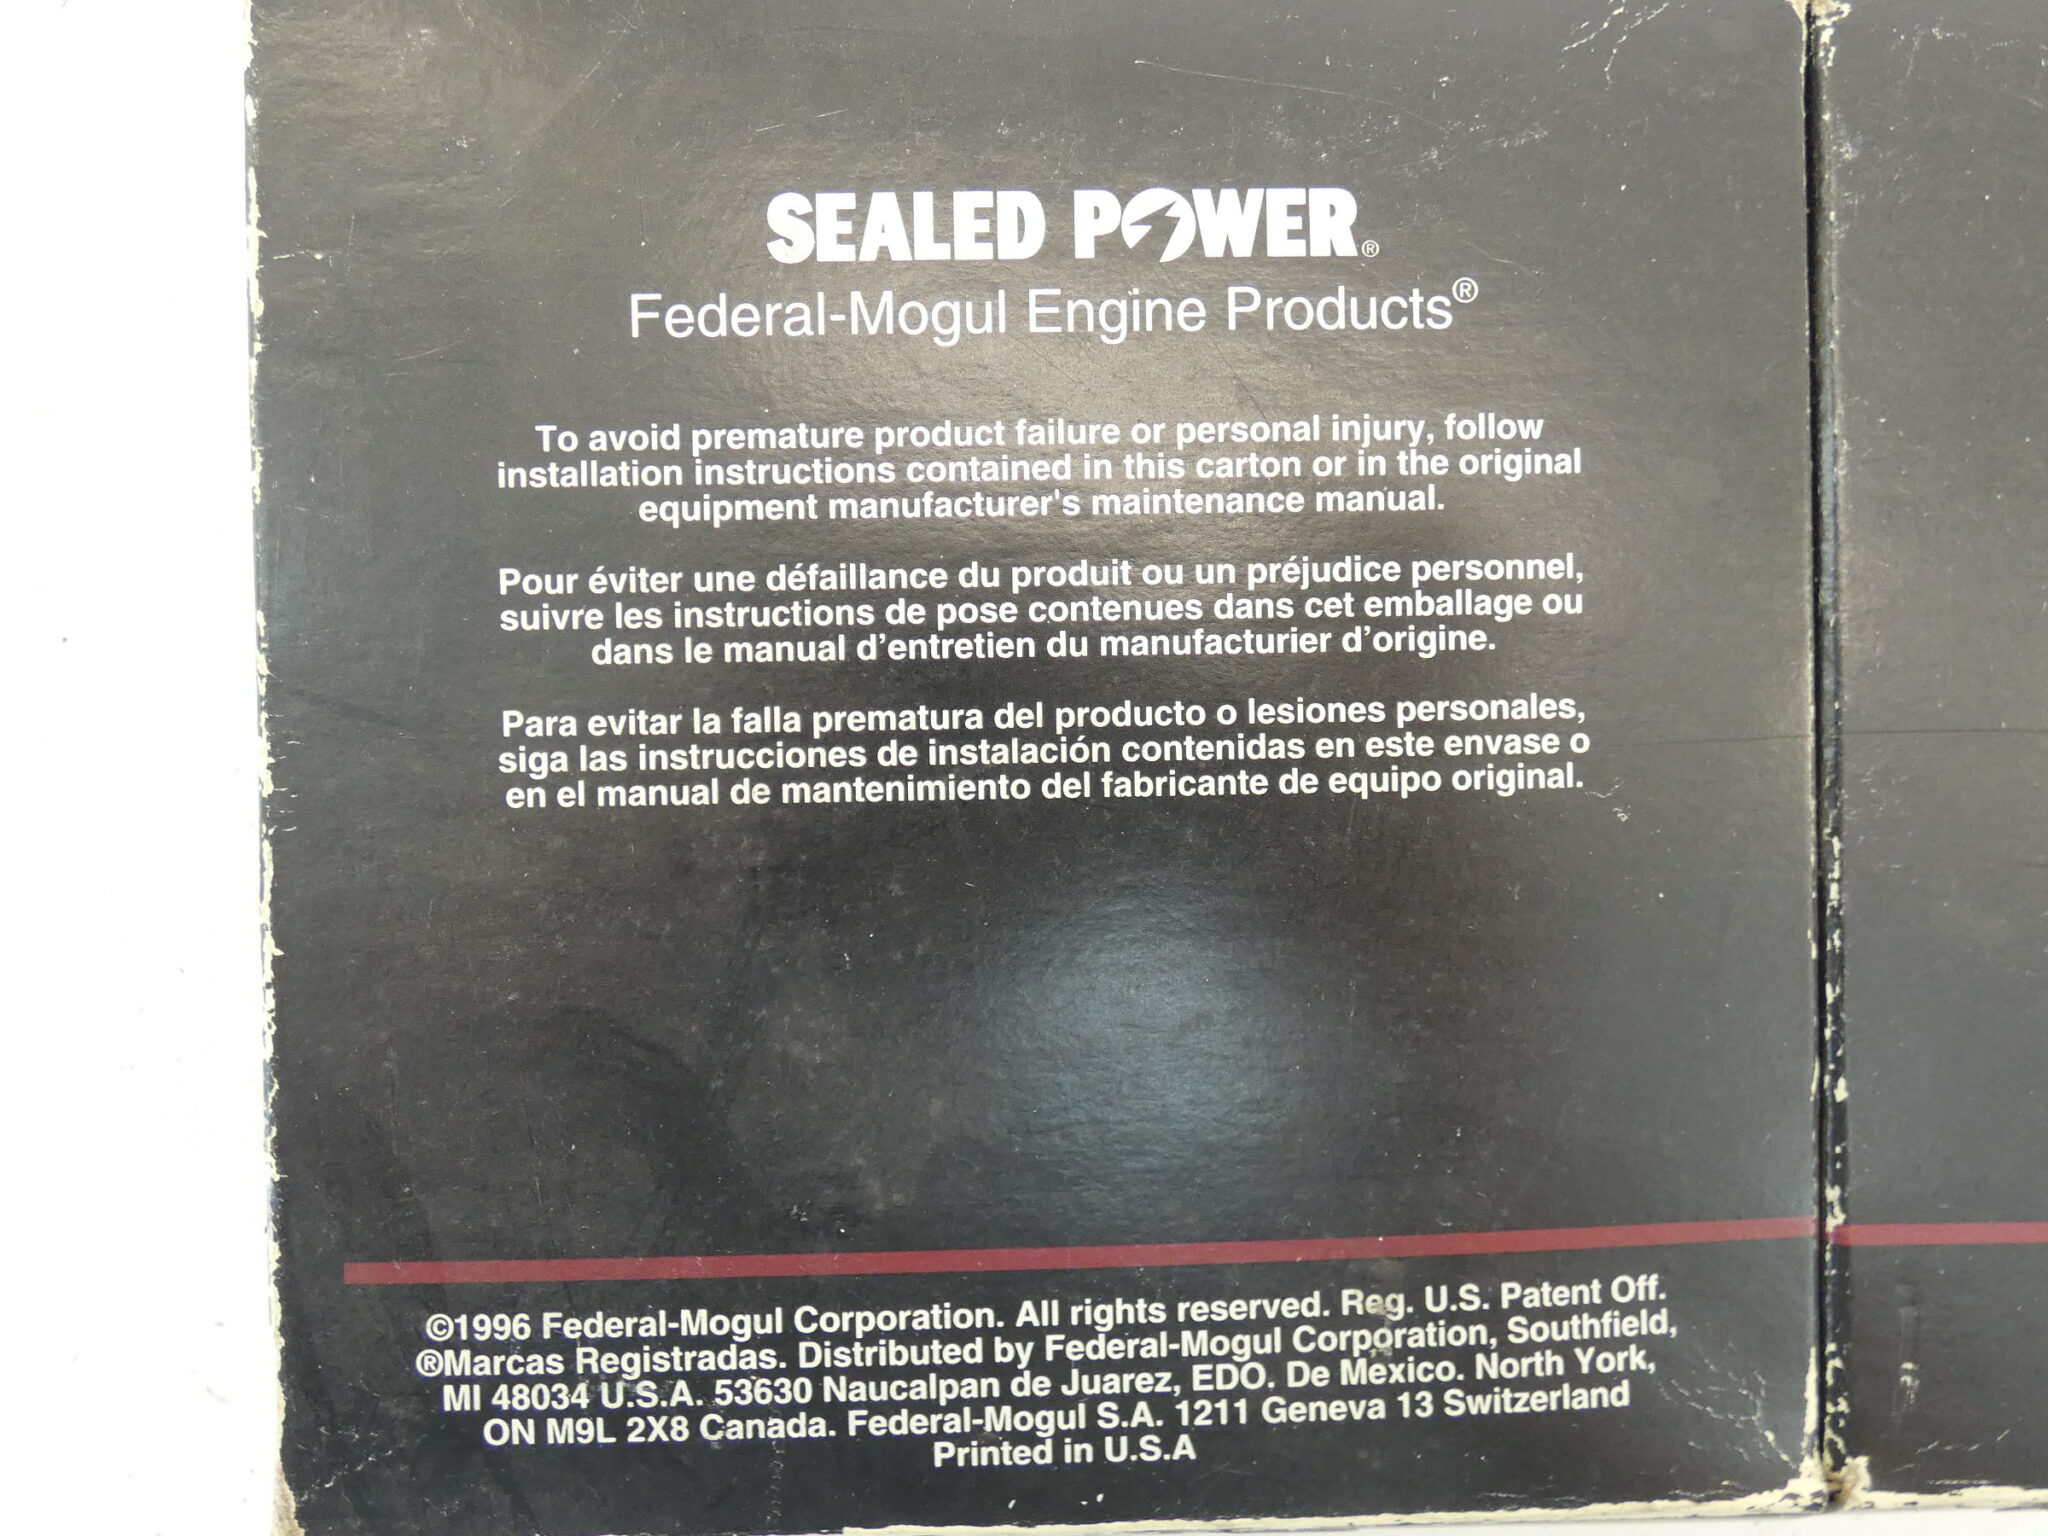 SEALED POWER®
Federal-Mogul Engine Products®
To avoid premature product failure or personal injury, follow
installation instructions contained in this carton or in the original
equipment manufacturer's maintenance manual.
Pour éviter une défaillance du produit ou un préjudice personnel,
suivre les instructions de pose contenues dans cet emballage ou
dans le manual d’entretien du manufacturier d’origine.
Para evitar la falla prematura del producto o lesiones personales,
siga las instrucciones de instalación contenidas en este envase o
en el manual de mantenimiento del fabricante de equipo original.
©1996 Federal-Mogul Corporation. All rights reserved. Reg. U.S. Patent Off.
®Marcas Registradas. Distributed by Federal-Mogul Corporation, Southfield,
MI 48034 U.S.A. 53630 Naucalpan de Juarez, EDO. De Mexico. North York,
ON M9L 2X8 Canada. Federal-Mogul S.A. 1211 Geneva 13 Switzerland
Printed in U.S.A